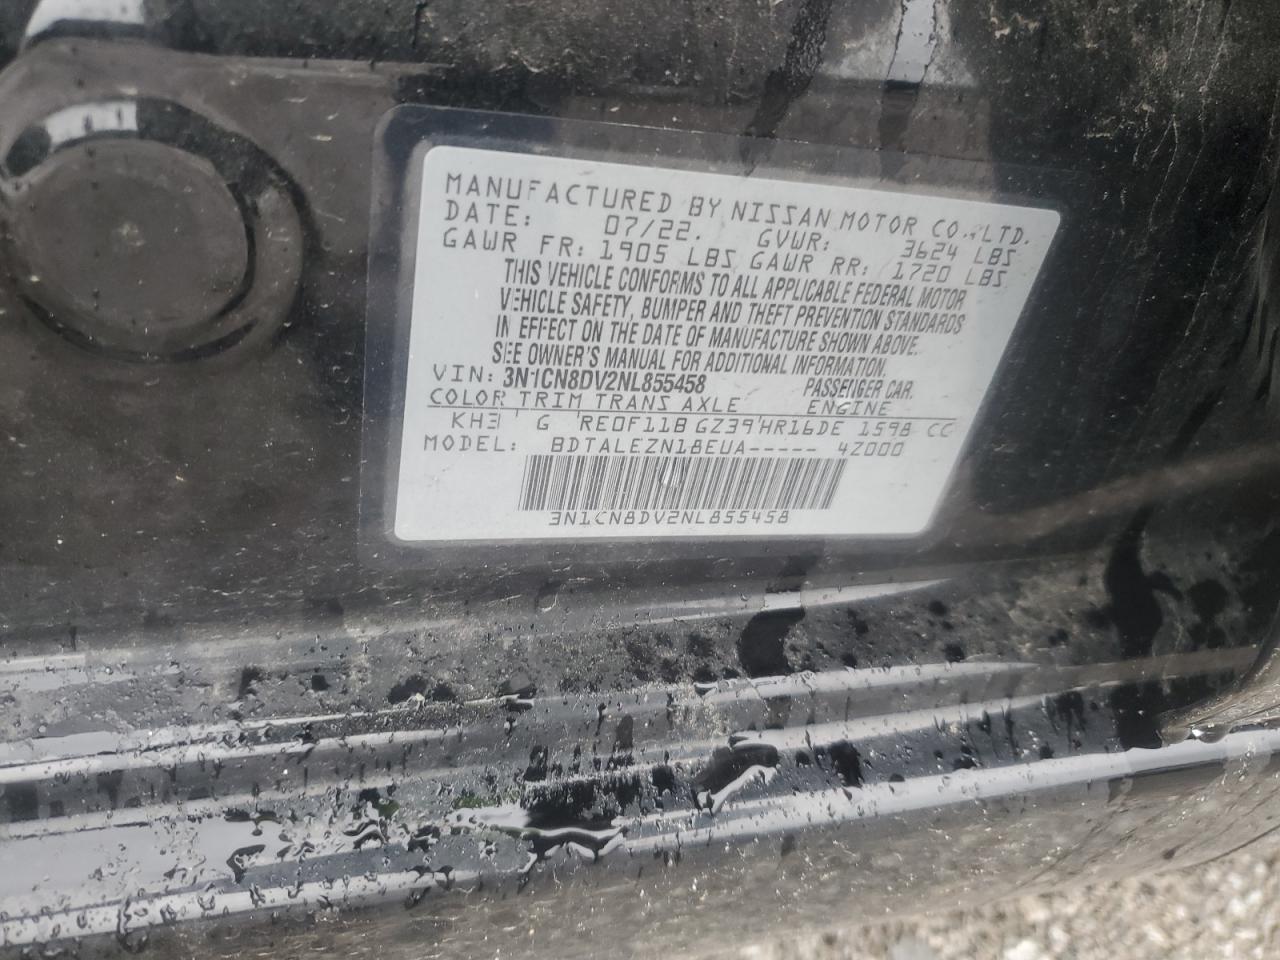 MANUFACTURED BY NISSAN MOTOR CO.,LTD.
DATE: 07/22. GVWR: 3624 LBS
GAWR FR: 1905 LBS GAWR RR: 1720 LBS
THIS VEHICLE CONFORMS TO ALL APPLICABLE FEDERAL MOTOR
VEHICLE SAFETY, BUMPER AND THEFT PREVENTION STANDARDS
IN EFFECT ON THE DATE OF MANUFACTURE SHOWN ABOVE.
SEE OWNER'S MANUAL FOR ADDITIONAL INFORMATION.
VIN: 3N1CN8DV2NL855458 PASSENGER CAR.
COLOR TRIM TRANS AXLE ENGINE
KH3 G RE0F11B GZ39 HR16DE 1598 CC
MODEL: BDTALEZN18EUA----- 4Z000
3N1CN8DV2NL855458